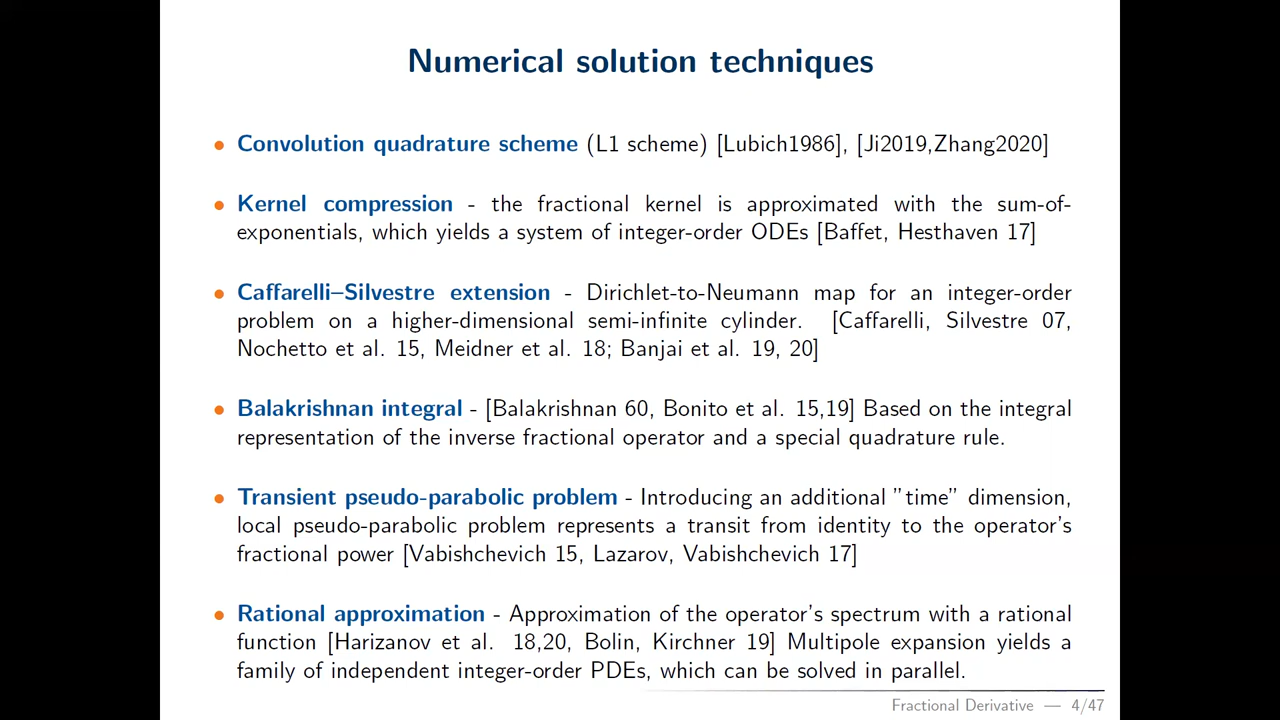 Numerical solution techniques
• Convolution quadrature scheme (L1 scheme) [Lubich1986], [Ji2019,Zhang2020]
• Kernel compression - the fractional kernel is approximated with the sum-of-
exponentials, which yields a system of integer-order ODEs [Baffet, Hesthaven 17]
• Caffarelli–Silvestre extension - Dirichlet-to-Neumann map for an integer-order
problem on a higher-dimensional semi-infinite cylinder. [Caffarelli, Silvestre 07,
Nochetto et al. 15, Meidner et al. 18; Banjai et al. 19, 20]
• Balakrishnan integral - [Balakrishnan 60, Bonito et al. 15,19] Based on the integral
representation of the inverse fractional operator and a special quadrature rule.
• Transient pseudo-parabolic problem - Introducing an additional ”time” dimension,
local pseudo-parabolic problem represents a transit from identity to the operator’s
fractional power [Vabishchevich 15, Lazarov, Vabishchevich 17]
• Rational approximation - Approximation of the operator’s spectrum with a rational
function [Harizanov et al. 18,20, Bolin, Kirchner 19] Multipole expansion yields a
family of independent integer-order PDEs, which can be solved in parallel.
Fractional Derivative — 4/47